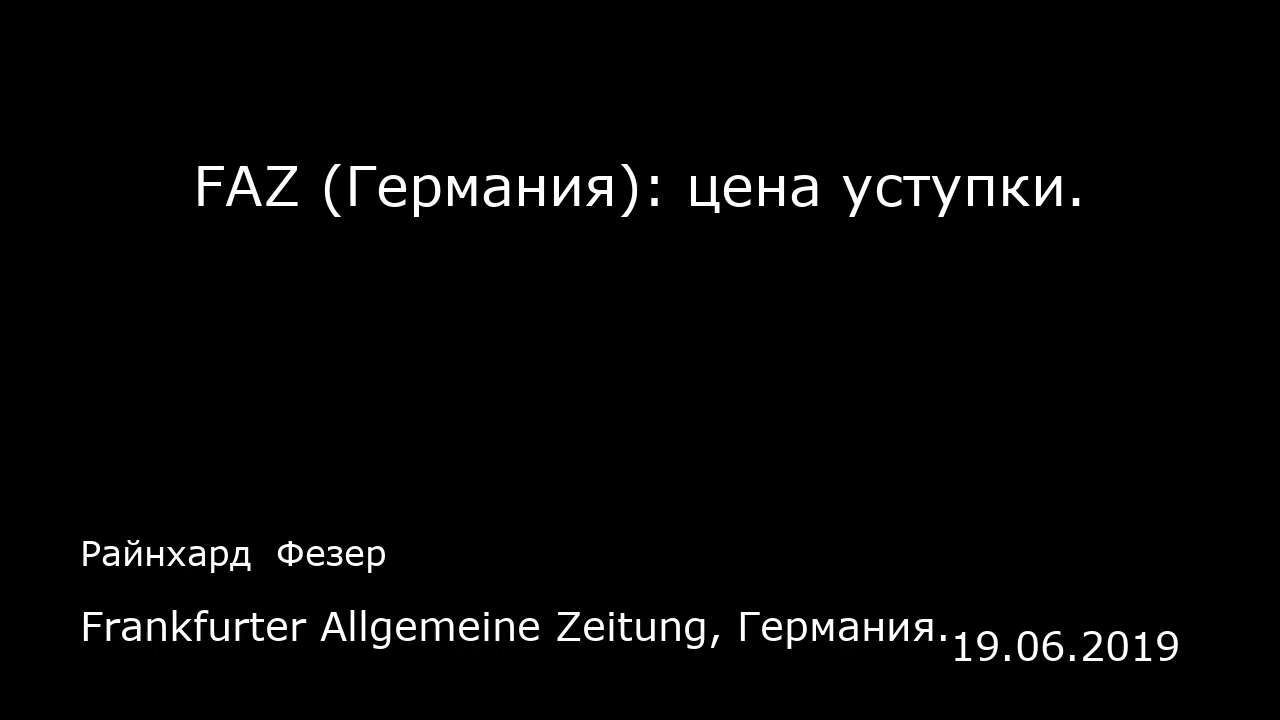 FAZ (Германия): цена уступки.
Райнхард  Фезер
Frankfurter Allgemeine Zeitung, Германия.
19.06.2019